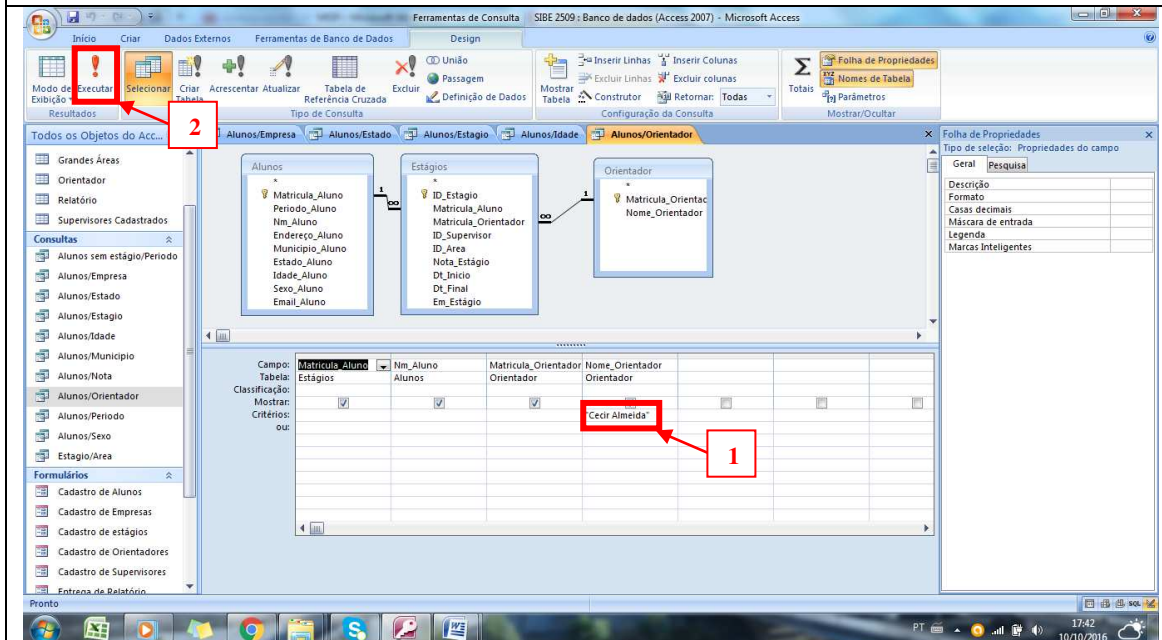 Ferramentas de Consulta SIBE 2509 : Banco de dados (Access 2007) - Microsoft Access
Início Criar Dados Externos Ferramentas de Banco de Dados Design
Modo de Exibição
Executar
Selecionar
Criar Tabela
Acrescentar
Atualizar
Tabela de Referência Cruzada
Excluir
União
Passagem
Definição de Dados
Mostrar Tabela
Inserir Linhas
Excluir Linhas
Construtor
Inserir Colunas
Excluir colunas
Retornar: Todas
Totais
Folha de Propriedades
Nomes de Tabela
Parâmetros
Resultados Tipo de Consulta Configuração da Consulta Mostrar/Ocultar
2
Todos os Objetos do Acc...
Grandes Áreas
Orientador
Relatório
Supervisores Cadastrados
Consultas
Alunos sem estágio/Periodo
Alunos/Empresa
Alunos/Estado
Alunos/Estagio
Alunos/Idade
Alunos/Municipio
Alunos/Nota
Alunos/Orientador
Alunos/Periodo
Alunos/Sexo
Estagio/Area
Formulários
Cadastro de Alunos
Cadastro de Empresas
Cadastro de estágios
Cadastro de Orientadores
Cadastro de Supervisores
Entrega de Relatório
Alunos/Empresa Alunos/Estado Alunos/Estagio Alunos/Idade Alunos/Orientador
Alunos
*
Matricula_Aluno
Periodo_Aluno
Nm_Aluno
Endereço_Aluno
Municipio_Aluno
Estado_Aluno
Idade_Aluno
Sexo_Aluno
Email_Aluno
1 ∞
Estágios
*
ID_Estagio
Matricula_Aluno
Matricula_Orientador
ID_Supervisor
ID_Area
Nota_Estágio
Dt_Inicio
Dt_Final
Em_Estágio
∞ 1
Orientador
*
Matricula_Orientac
Nome_Orientador
Campo: Matricula_Aluno Nm_Aluno Matricula_Orientador Nome_Orientador
Tabela: Estágios Alunos Orientador Orientador
Classificação:
Mostrar:
Critérios: "Cecir Almeida"
ou:
1
Folha de Propriedades
Tipo de seleção: Propriedades do campo
Geral Pesquisa
Descrição
Formato
Casas decimais
Máscara de entrada
Legenda
Marcas Inteligentes
Pronto
SQL
PT
17:42
10/10/2016